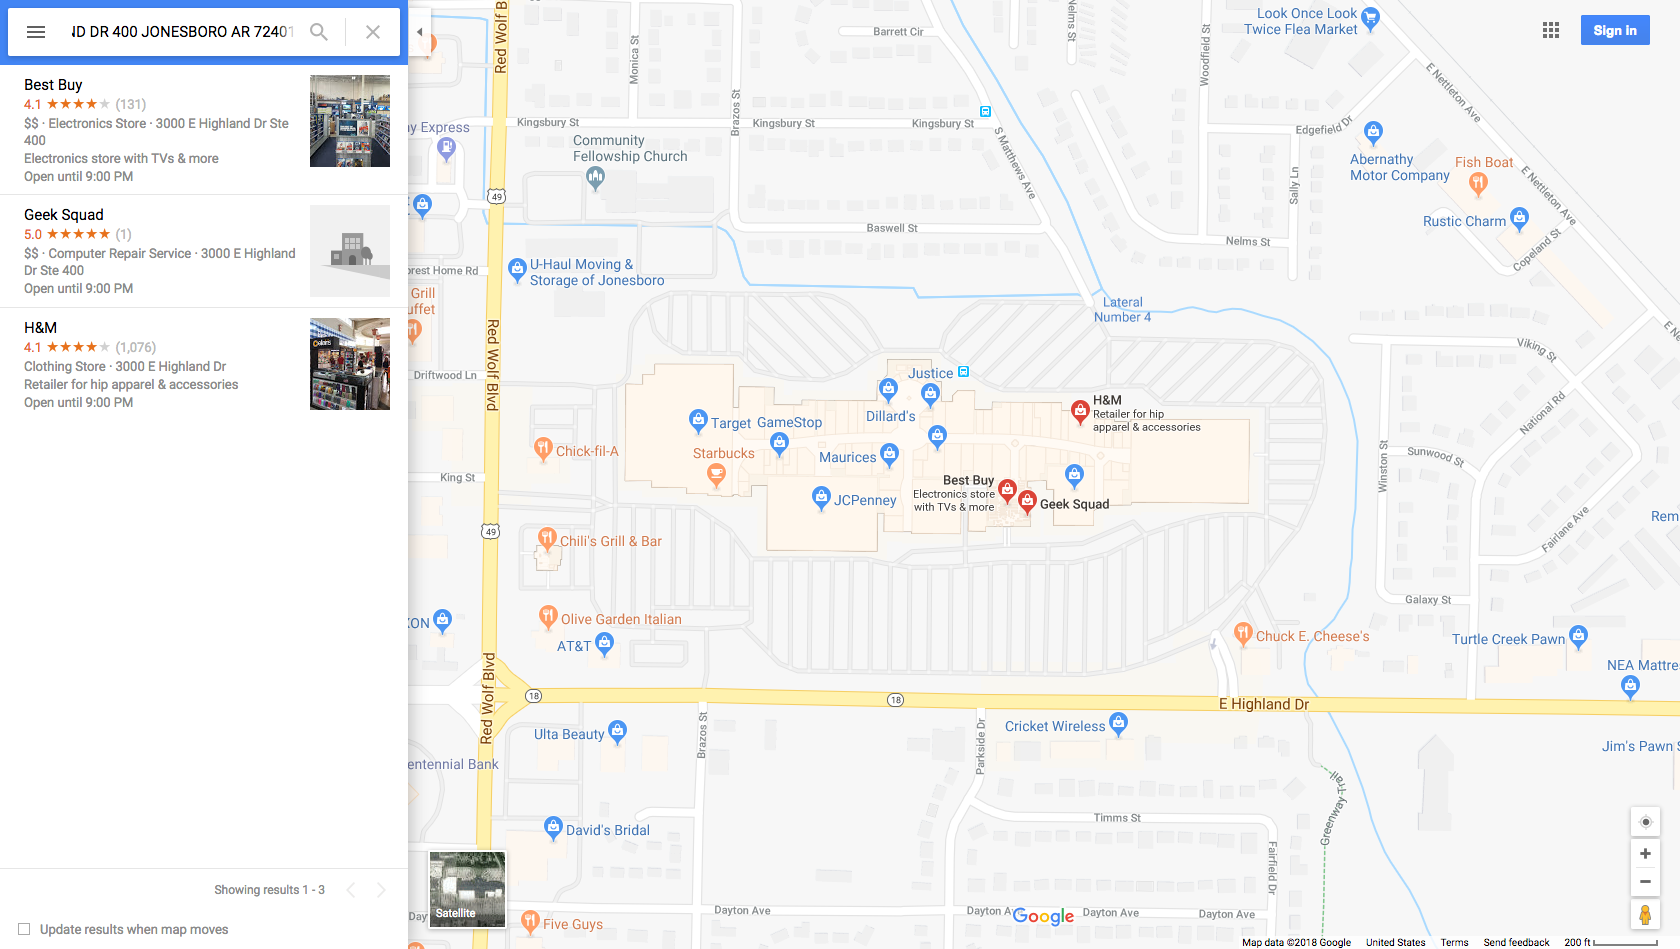 ID DR 400 JONESBORO AR 72401
Best Buy
4.1 ★★★★★ (131)
$$ · Electronics Store · 3000 E Highland Dr Ste
400
Electronics store with TVs & more
Open until 9:00 PM
Geek Squad
5.0 ★★★★★ (1)
$$ · Computer Repair Service · 3000 E Highland
Dr Ste 400
Open until 9:00 PM
H&M
4.1 ★★★★★ (1,076)
Clothing Store · 3000 E Highland Dr
Retailer for hip apparel & accessories
Open until 9:00 PM
Showing results 1 - 3
Update results when map moves
Sign in
Look Once Look
Twice Flea Market
Red Wolf B
Monica St
Nelms St
Barrett Cir
Woodfield St
E Nettleton Ave
Brazos St
Kingsbury St
Kingsbury St
Kingsbury St
y Express
Community
Fellowship Church
S Matthews Ave
Edgefield Dr
Abernathy
Motor Company
Fish Boat
E Nettleton Ave
Sally Ln
Rustic Charm
Copeland St
49
Baswell St
Nelms St
orest Home Rd
U-Haul Moving &
Storage of Jonesboro
Grill
uffet
Lateral
Number 4
Red Wolf Blvd
Driftwood Ln
Viking St
E Ne
National Rd
Justice
Dillard's
H&M
Retailer for hip
apparel & accessories
Target
GameStop
Starbucks
Maurices
Chick-fil-A
King St
Winston St
Sunwood St
Best Buy
Electronics store
with TVs & more
Geek Squad
JCPenney
49
Chili's Grill & Bar
Fairlane Ave
Rem
Galaxy St
XON
Olive Garden Italian
AT&T
Chuck E. Cheese's
Turtle Creek Pawn
NEA Mattre
Red Wolf Blvd
18
18
E Highland Dr
Ulta Beauty
Brazos St
Parkside Dr
Cricket Wireless
Jim's Pawn S
entennial Bank
Greenway Trail
Timms St
David's Bridal
Fairfield Dr
Satellite
Day
Five Guys
Dayton Ave
Dayton A
Google
Dayton Ave
Dayton Ave
Map data ©2018 Google
United States
Terms
Send feedback
200 ft